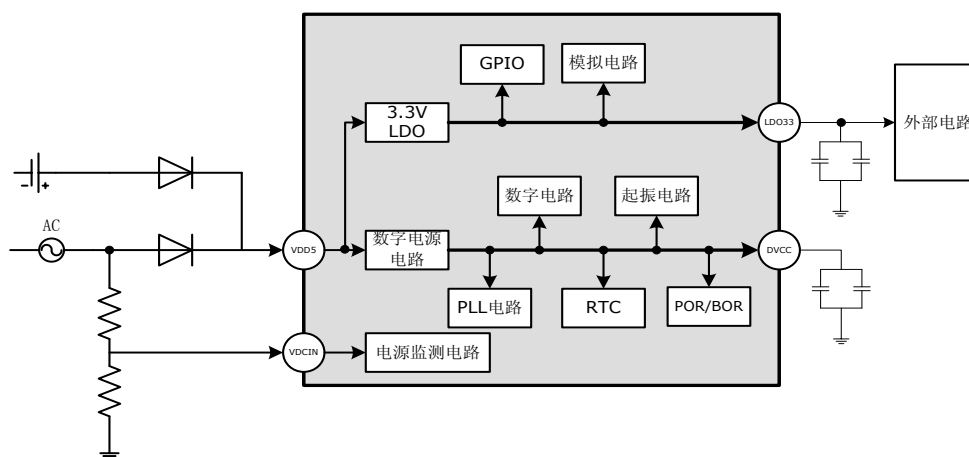 GPIO
模拟电路
3.3V
LDO
LDO33
外部电路
- +
AC
数字电路
起振电路
VDD5
数字电源
电路
DVCC
PLL电路
RTC
POR/BOR
VDCIN
电源监测电路